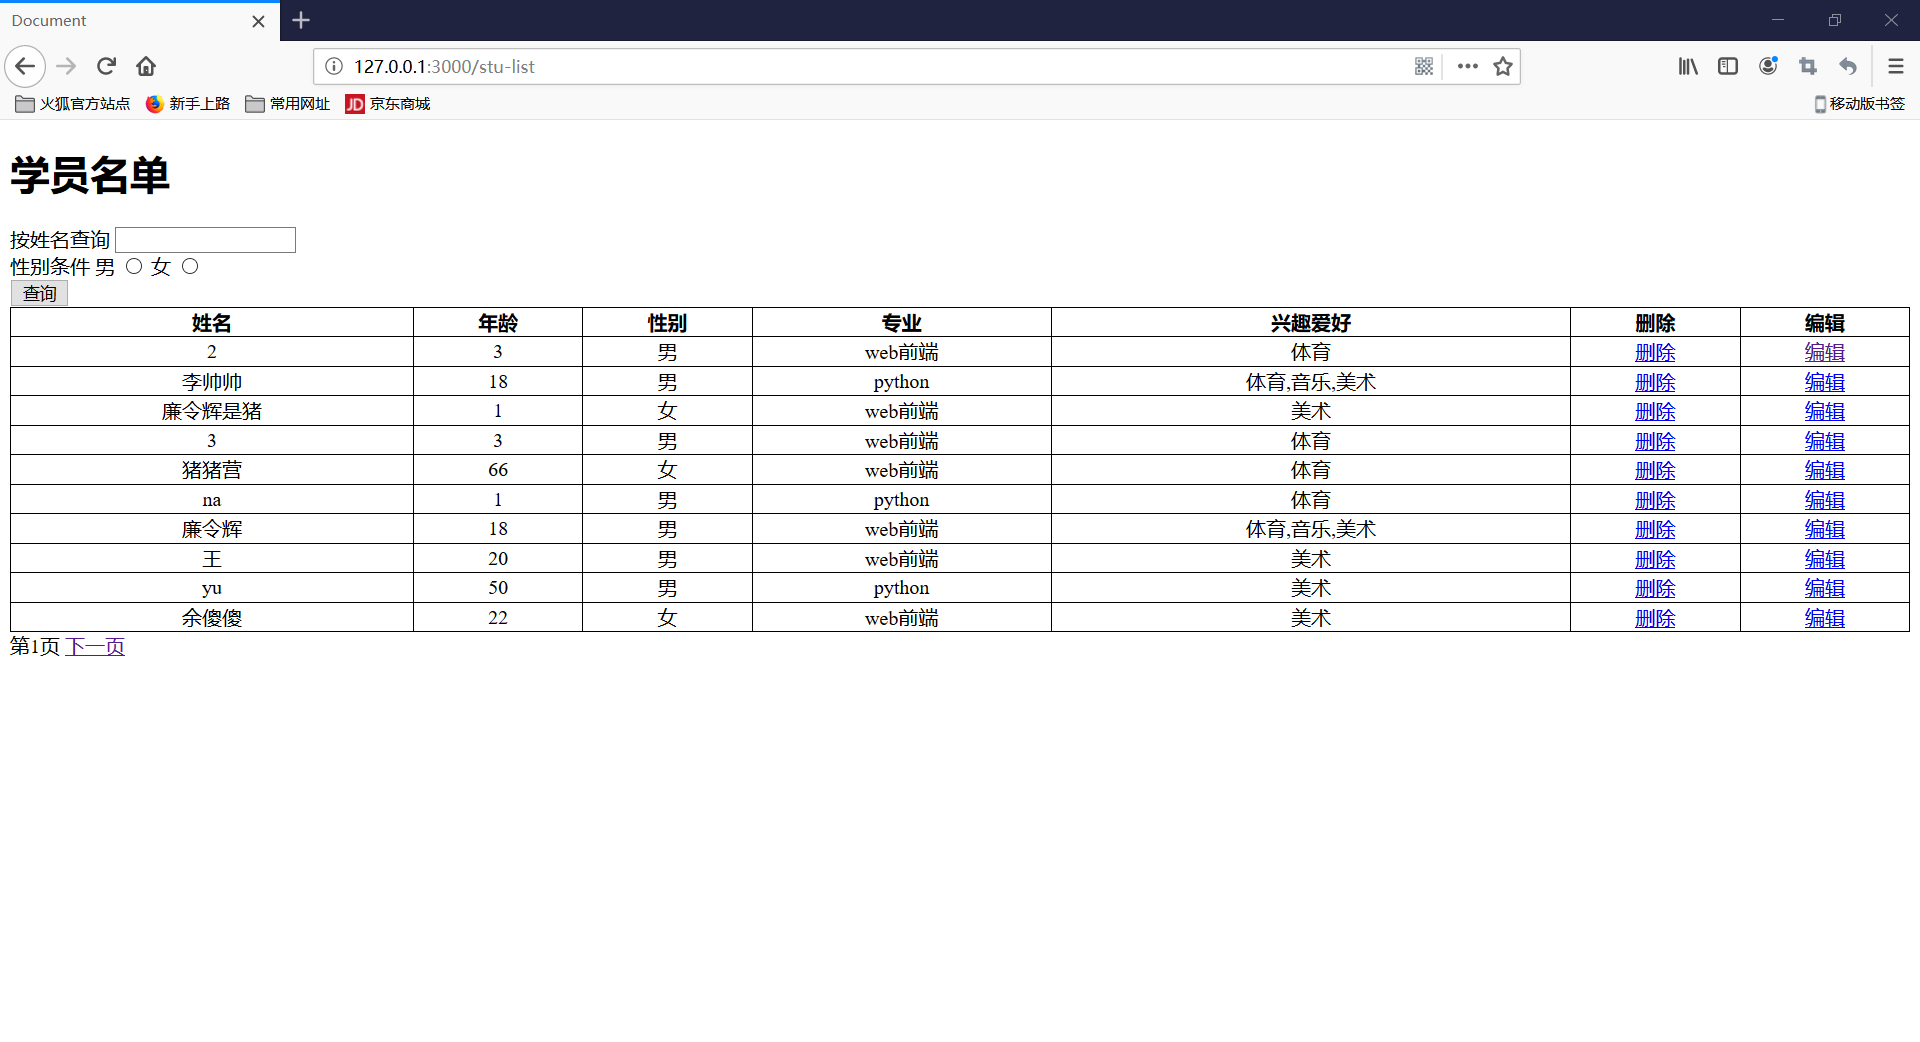 Document
127.0.0.1:3000/stu-list
火狐官方站点 新手上路 常用网址 JD 京东商城 移动版书签
学员名单
按姓名查询
性别条件 男 女
查询
姓名 年龄 性别 专业 兴趣爱好 删除 编辑
2 3 男 web前端 体育 删除 编辑
李帅帅 18 男 python 体育,音乐,美术 删除 编辑
廉令辉是猪 1 女 web前端 美术 删除 编辑
3 3 男 web前端 体育 删除 编辑
猪猪营 66 女 web前端 体育 删除 编辑
na 1 男 python 体育 删除 编辑
廉令辉 18 男 web前端 体育,音乐,美术 删除 编辑
王 20 男 web前端 美术 删除 编辑
yu 50 男 python 美术 删除 编辑
余傻傻 22 女 web前端 美术 删除 编辑
第1页 下一页